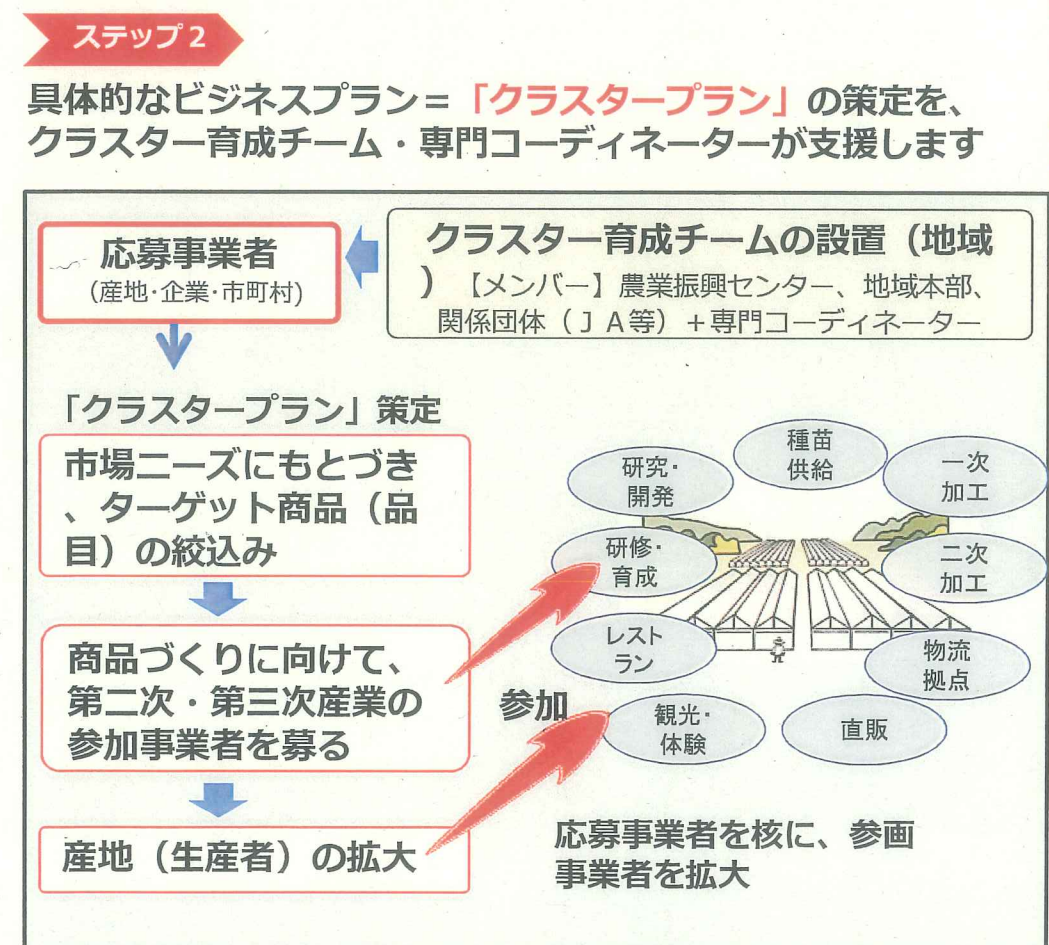 ステップ2
具体的なビジネスプラン=「クラスタープラン」の策定を、
クラスター育成チーム・専門コーディネーターが支援します
応募事業者
(産地・企業・市町村)
クラスター育成チームの設置(地域
)【メンバー】農業振興センター、地域本部、
関係団体(JA等)+専門コーディネーター
「クラスタープラン」策定
市場ニーズにもとづき
、ターゲット商品(品
目)の絞込み
商品づくりに向けて、
第二次・第三次産業の
参加事業者を募る
産地(生産者)の拡大
参加
種苗
供給
研究・
開発
一次
加工
研修・
育成
二次
加工
レスト
ラン
物流
拠点
観光・
体験
直販
応募事業者を核に、参画
事業者を拡大